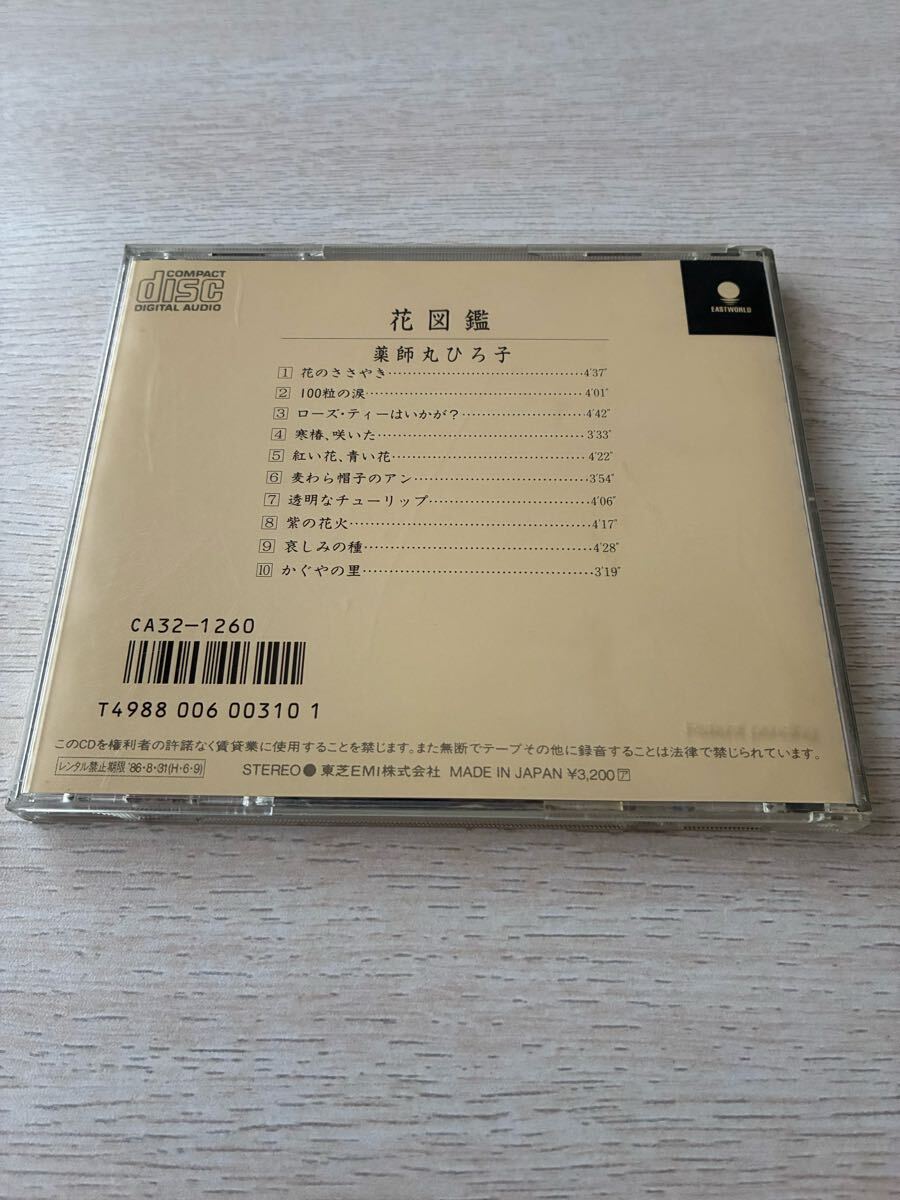 COMPACT
disc
DIGITAL AUDIO
EASTWORLD
花図鑑
薬師丸ひろ子
1 花のささやき 4'37"
2 100粒の涙 4'01"
3 ローズ・ティーはいかが? 4'42"
4 寒椿、咲いた 3'33"
5 紅い花、青い花 4'22"
6 麦わら帽子のアン 3'54"
7 透明なチューリップ 4'06"
8 紫の花火 4'17"
9 哀しみの種 4'28"
10 かぐやの里 3'19"
CA32-1260
T4988 006 00310 1
このCDを権利者の許諾なく賃貸業に使用することを禁じます。また無断でテープその他に録音することは法律で禁じられています。
レンタル禁止期限 '86・8・31(H・6・9) STEREO● 東芝EMI株式会社 MADE IN JAPAN ¥3,200 ア